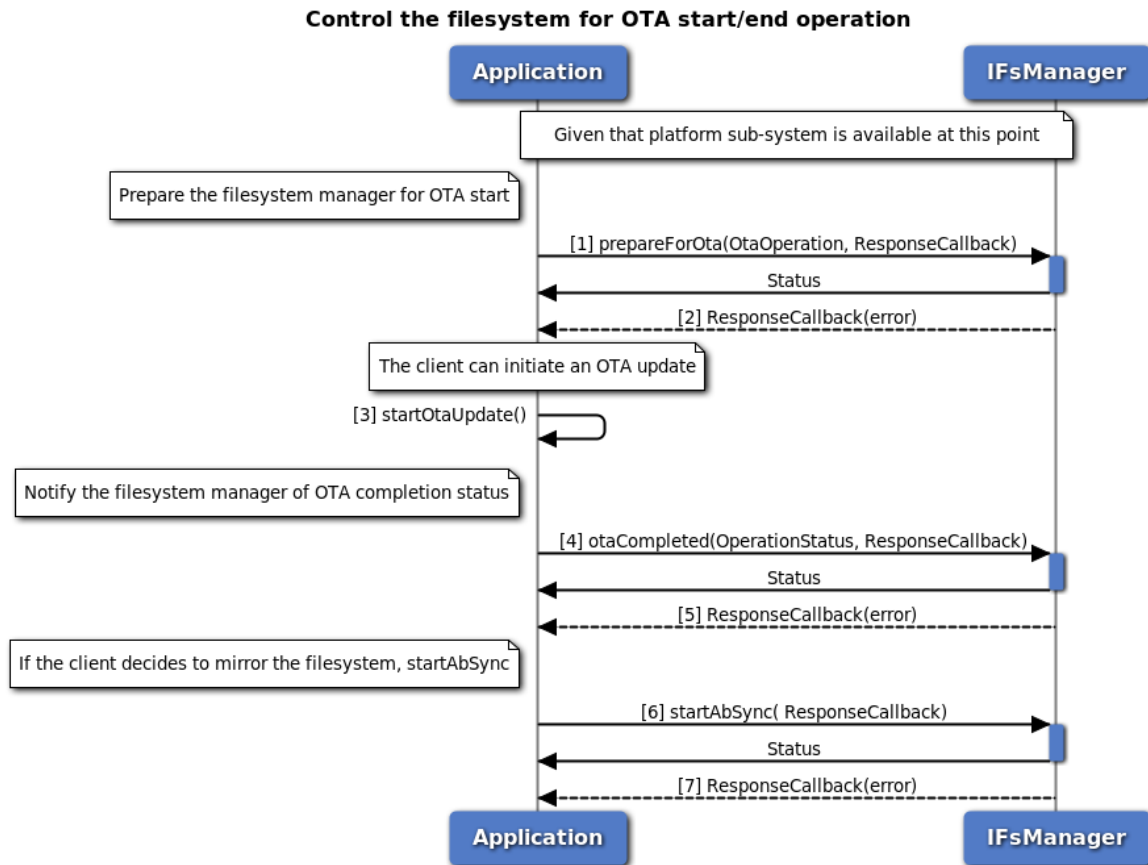 Control the filesystem for OTA start/end operation
Application
IFsManager
Given that platform sub-system is available at this point
Prepare the filesystem manager for OTA start
[1] prepareForOta(OtaOperation, ResponseCallback)
Status
[2] ResponseCallback(error)
The client can initiate an OTA update
[3] startOtaUpdate()
Notify the filesystem manager of OTA completion status
[4] otaCompleted(OperationStatus, ResponseCallback)
Status
[5] ResponseCallback(error)
If the client decides to mirror the filesystem, startAbSync
[6] startAbSync( ResponseCallback)
Status
[7] ResponseCallback(error)
Application
IFsManager